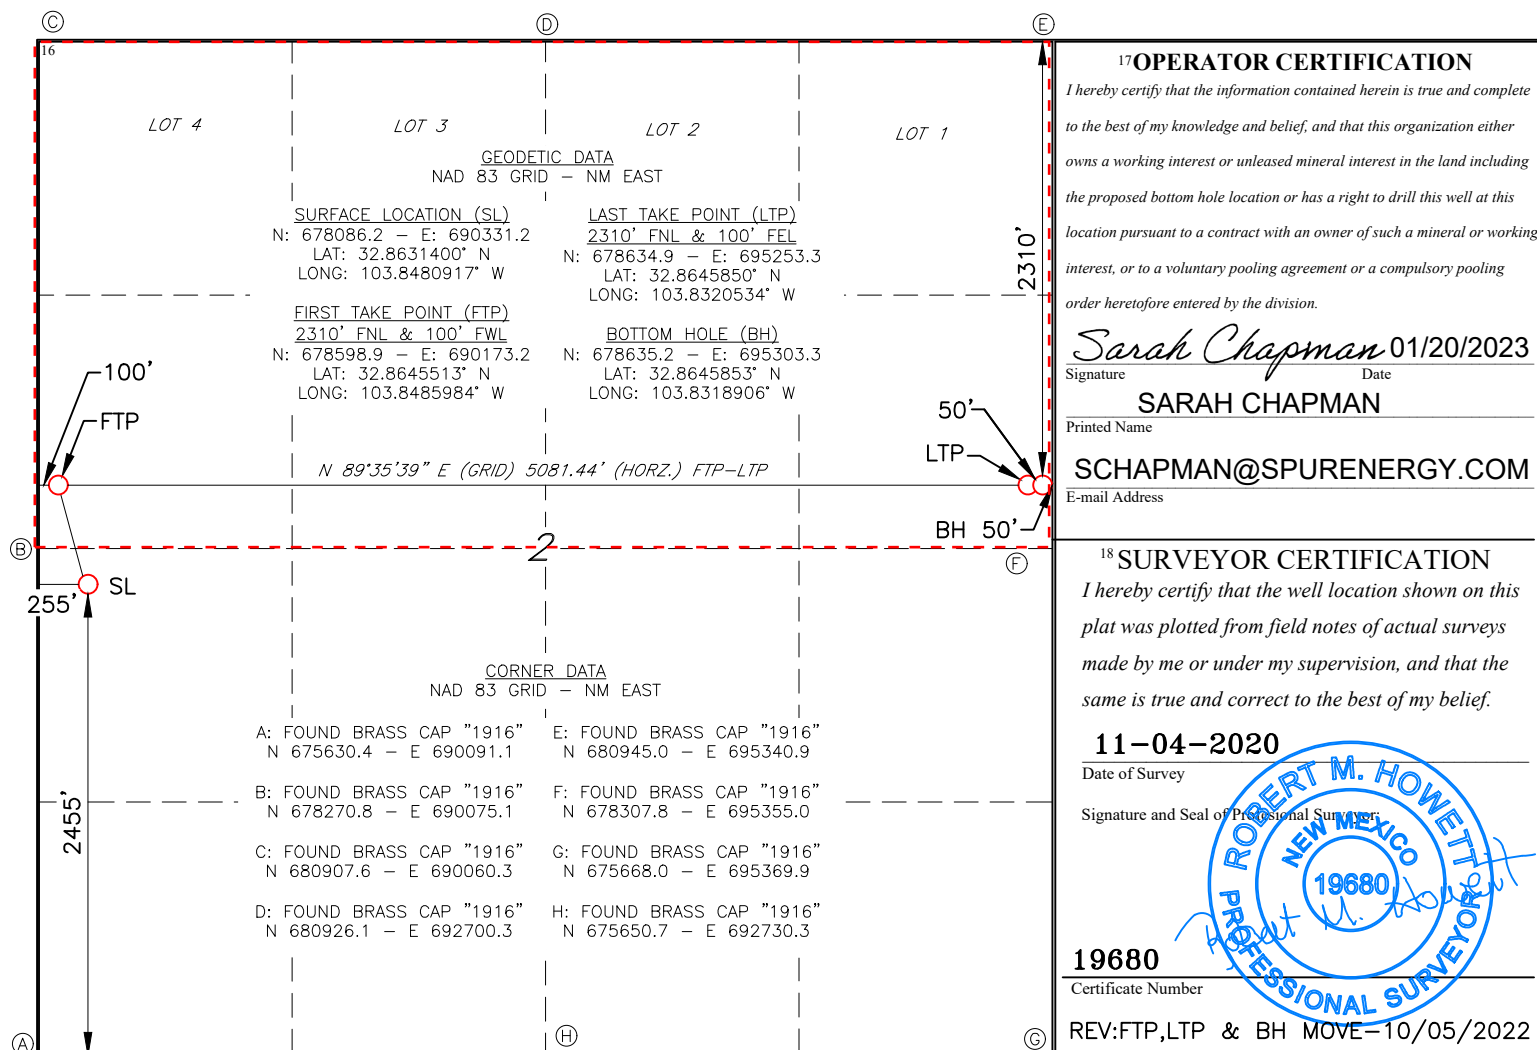 C D E
16
LOT 4 LOT 3 LOT 2 LOT 1
GEODETIC DATA
NAD 83 GRID – NM EAST
SURFACE LOCATION (SL)
N: 678086.2 – E: 690331.2
LAT: 32.8631400° N
LONG: 103.8480917° W
FIRST TAKE POINT (FTP)
2310' FNL & 100' FWL
N: 678598.9 – E: 690173.2
LAT: 32.8645513° N
LONG: 103.8485984° W
LAST TAKE POINT (LTP)
2310' FNL & 100' FEL
N: 678634.9 – E: 695253.3
LAT: 32.8645850° N
LONG: 103.8320534° W
BOTTOM HOLE (BH)
N: 678635.2 – E: 695303.3
LAT: 32.8645853° N
LONG: 103.8318906° W
2310'
100'
FTP
50'
LTP
N 89°35'39" E (GRID) 5081.44' (HORZ.) FTP–LTP
BH 50'
B
2
F
SL
255'
2455'
CORNER DATA
NAD 83 GRID – NM EAST
A: FOUND BRASS CAP "1916"
N 675630.4 – E 690091.1
B: FOUND BRASS CAP "1916"
N 678270.8 – E 690075.1
C: FOUND BRASS CAP "1916"
N 680907.6 – E 690060.3
D: FOUND BRASS CAP "1916"
N 680926.1 – E 692700.3
E: FOUND BRASS CAP "1916"
N 680945.0 – E 695340.9
F: FOUND BRASS CAP "1916"
N 678307.8 – E 695355.0
G: FOUND BRASS CAP "1916"
N 675668.0 – E 695369.9
H: FOUND BRASS CAP "1916"
N 675650.7 – E 692730.3
A H G
17 OPERATOR CERTIFICATION
I hereby certify that the information contained herein is true and complete
to the best of my knowledge and belief, and that this organization either
owns a working interest or unleased mineral interest in the land including
the proposed bottom hole location or has a right to drill this well at this
location pursuant to a contract with an owner of such a mineral or working
interest, or to a voluntary pooling agreement or a compulsory pooling
order heretofore entered by the division.
Sarah Chapman 01/20/2023
Signature Date
SARAH CHAPMAN
Printed Name
SCHAPMAN@SPURENERGY.COM
E-mail Address
18 SURVEYOR CERTIFICATION
I hereby certify that the well location shown on this
plat was plotted from field notes of actual surveys
made by me or under my supervision, and that the
same is true and correct to the best of my belief.
11-04-2020
Date of Survey
Signature and Seal of Professional Surveyor:
ROBERT M. HOWETT
NEW MEXICO
19680
PROFESSIONAL SURVEYOR
Robert M. Howett
19680
Certificate Number
REV:FTP,LTP & BH MOVE–10/05/2022